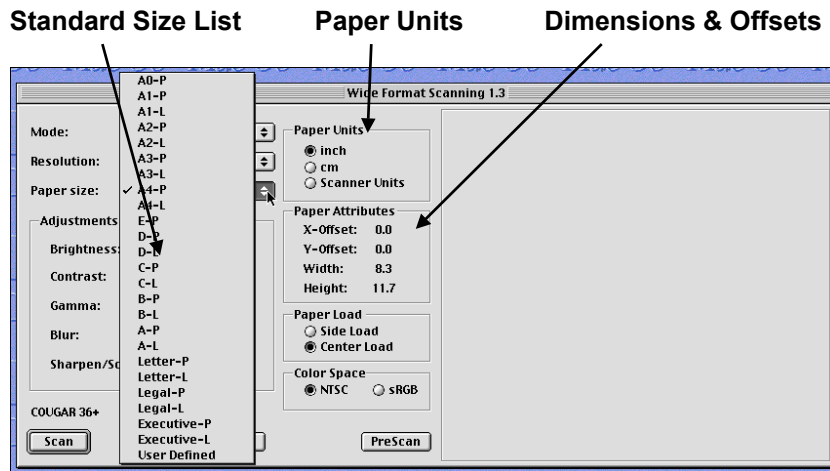 Standard Size List
Paper Units
Dimensions & Offsets
Wide Format Scanning 1.3
Mode:
Resolution:
Paper size:
Adjustments
Brightness:
Contrast:
Gamma:
Blur:
COUGAR 36+
Scan
A0-P
A1-P
A1-L
A2-P
A2-L
A3-P
A3-L
✓ A4-P
A4-L
E-P
D-P
D-L
C-P
C-L
B-P
B-L
A-P
A-L
Letter-P
Letter-L
Legal-P
Legal-L
Executive-P
Executive-L
User Defined
Paper Units
inch
cm
Scanner Units
Paper Attributes
X-Offset: 0.0
Y-Offset: 0.0
Width: 8.3
Height: 11.7
Paper Load
Side Load
Center Load
Color Space
NTSC sRGB
PreScan